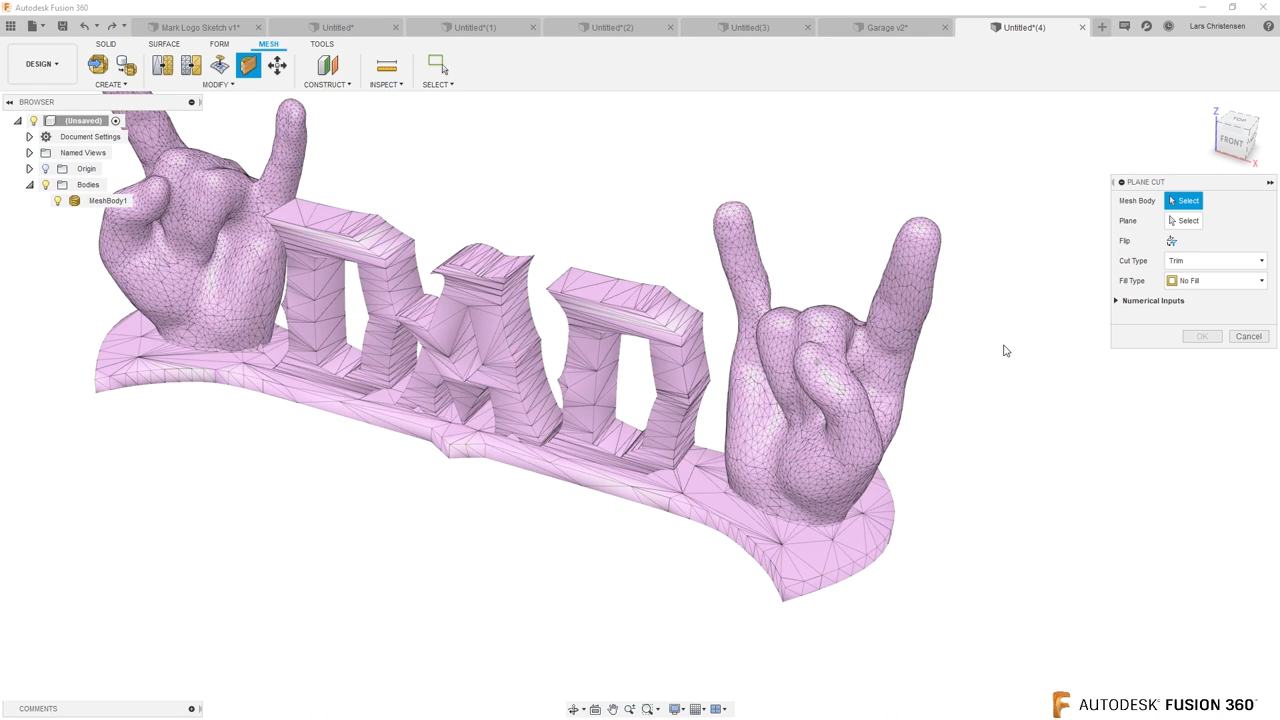 Autodesk Fusion 360
Mark Logo Sketch v1*
Untitled*
Untitled*(1)
Untitled*(2)
Untitled(3)
Garage v2*
Untitled*(4)
Lars Christensen
DESIGN
SOLID
SURFACE
FORM
MESH
TOOLS
CREATE
MODIFY
CONSTRUCT
INSPECT
SELECT
BROWSER
(Unsaved)
Document Settings
Named Views
Origin
Bodies
MeshBody1
Z
TOP
FRONT
X
PLANE CUT
Mesh Body Select
Plane Select
Flip
Cut Type Trim
Fill Type No Fill
Numerical Inputs
OK Cancel
COMMENTS
AUTODESK® FUSION 360™